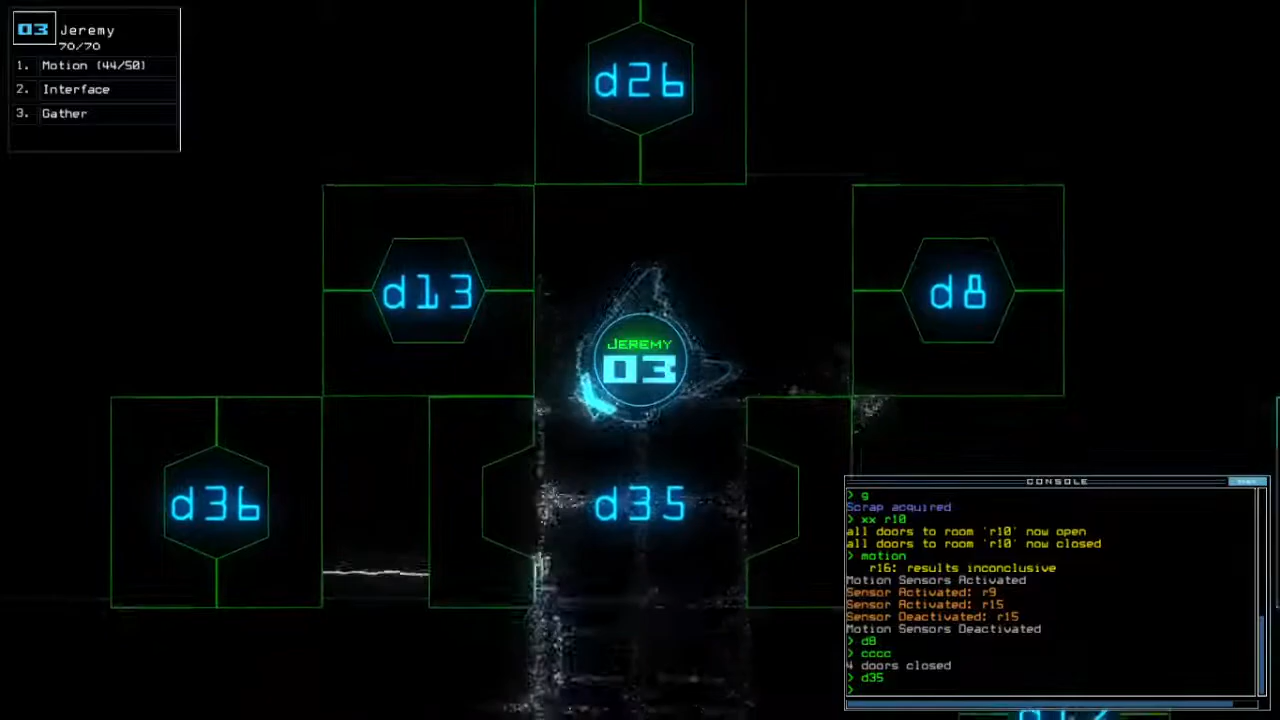 03 Jeremy
70/70
1. Motion (44/50)
2. Interface
3. Gather
d26
d13
d8
JEREMY
03
d36
d35
CONSOLE
> g
Scrap acquired
> xx r10
all doors to room 'r10' now open
all doors to room 'r10' now closed
> motion
r16: results inconclusive
Motion Sensors Activated
Sensor Activated: r9
Sensor Activated: r15
Sensor Deactivated: r15
Motion Sensors Deactivated
> d8
> cccc
4 doors closed
> d35
>